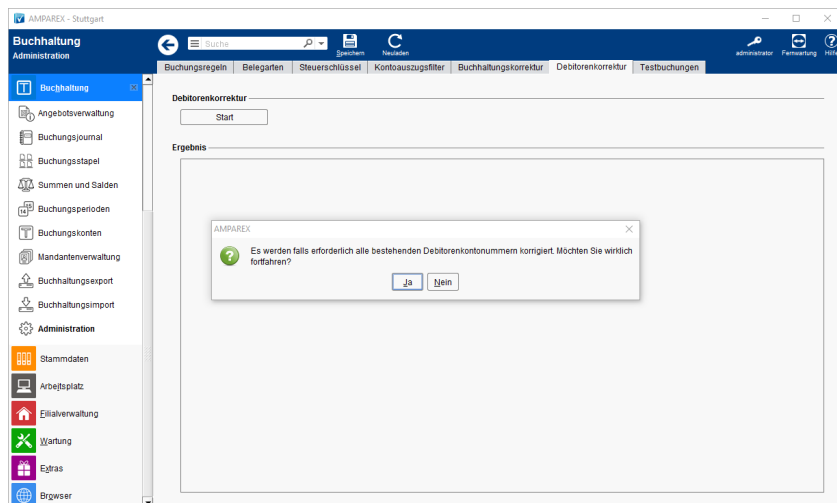 AMPAREX - Stuttgart
Buchhaltung
Administration
Suche
Speichern
Neuladen
administrator
Fernwartung
Hilfe
Buchungsregeln
Belegarten
Steuerschlüssel
Kontoauszugsfilter
Buchhaltungskorrektur
Debitorenkorrektur
Testbuchungen
Buchhaltung
Angebotsverwaltung
Buchungsjournal
Buchungsstapel
Summen und Salden
Buchungsperioden
Buchungskonten
Mandantenverwaltung
Buchhaltungsexport
Buchhaltungsimport
Administration
Stammdaten
Arbeitsplatz
Filialverwaltung
Wartung
Extras
Browser
Debitorenkorrektur
Start
Ergebnis
AMPAREX
Es werden falls erforderlich alle bestehenden Debitorenkontonummern korrigiert. Möchten Sie wirklich
fortfahren?
Ja
Nein